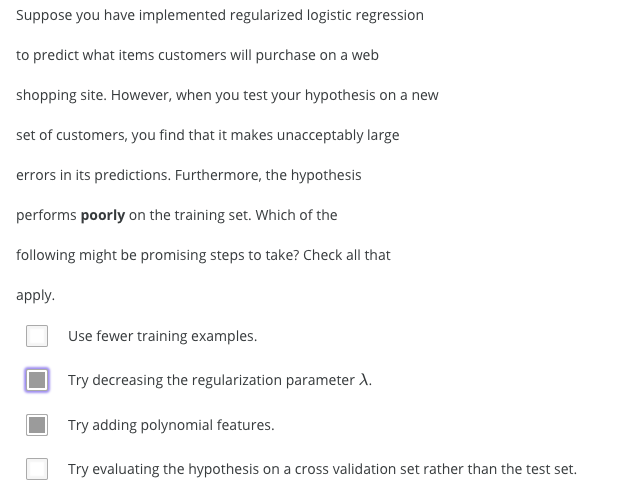 Suppose you have implemented regularized logistic regression
to predict what items customers will purchase on a web
shopping site. However, when you test your hypothesis on a new
set of customers, you find that it makes unacceptably large
errors in its predictions. Furthermore, the hypothesis
performs poorly on the training set. Which of the
following might be promising steps to take? Check all that
apply.
Use fewer training examples.
Try decreasing the regularization parameter λ.
Try adding polynomial features.
Try evaluating the hypothesis on a cross validation set rather than the test set.